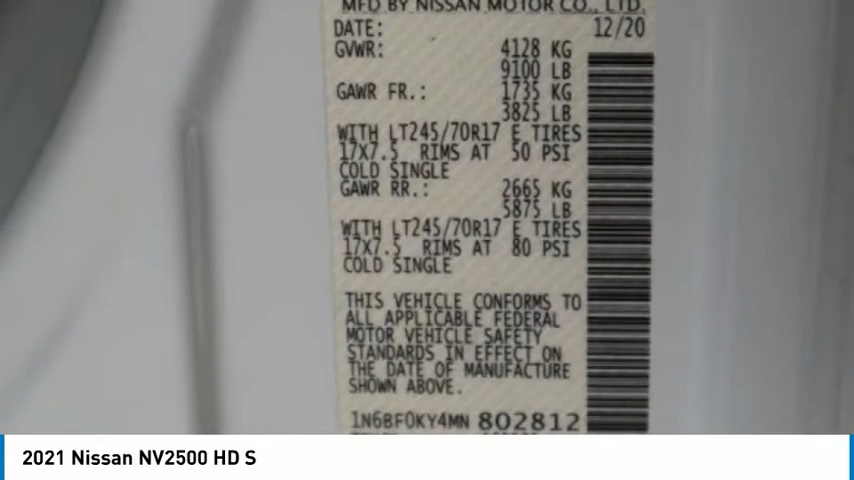 MFD BY NISSAN MOTOR CO., LTD.
DATE: 12/20
GVWR: 4128 KG
9100 LB
GAWR FR.: 1735 KG
3825 LB
WITH LT245/70R17 E TIRES
17X7.5 RIMS AT 50 PSI
COLD SINGLE
GAWR RR.: 2665 KG
5875 LB
WITH LT245/70R17 E TIRES
17X7.5 RIMS AT 80 PSI
COLD SINGLE
THIS VEHICLE CONFORMS TO
ALL APPLICABLE FEDERAL
MOTOR VEHICLE SAFETY
STANDARDS IN EFFECT ON
THE DATE OF MANUFACTURE
SHOWN ABOVE.
1N6BF0KY4MN 802812
2021 Nissan NV2500 HD S